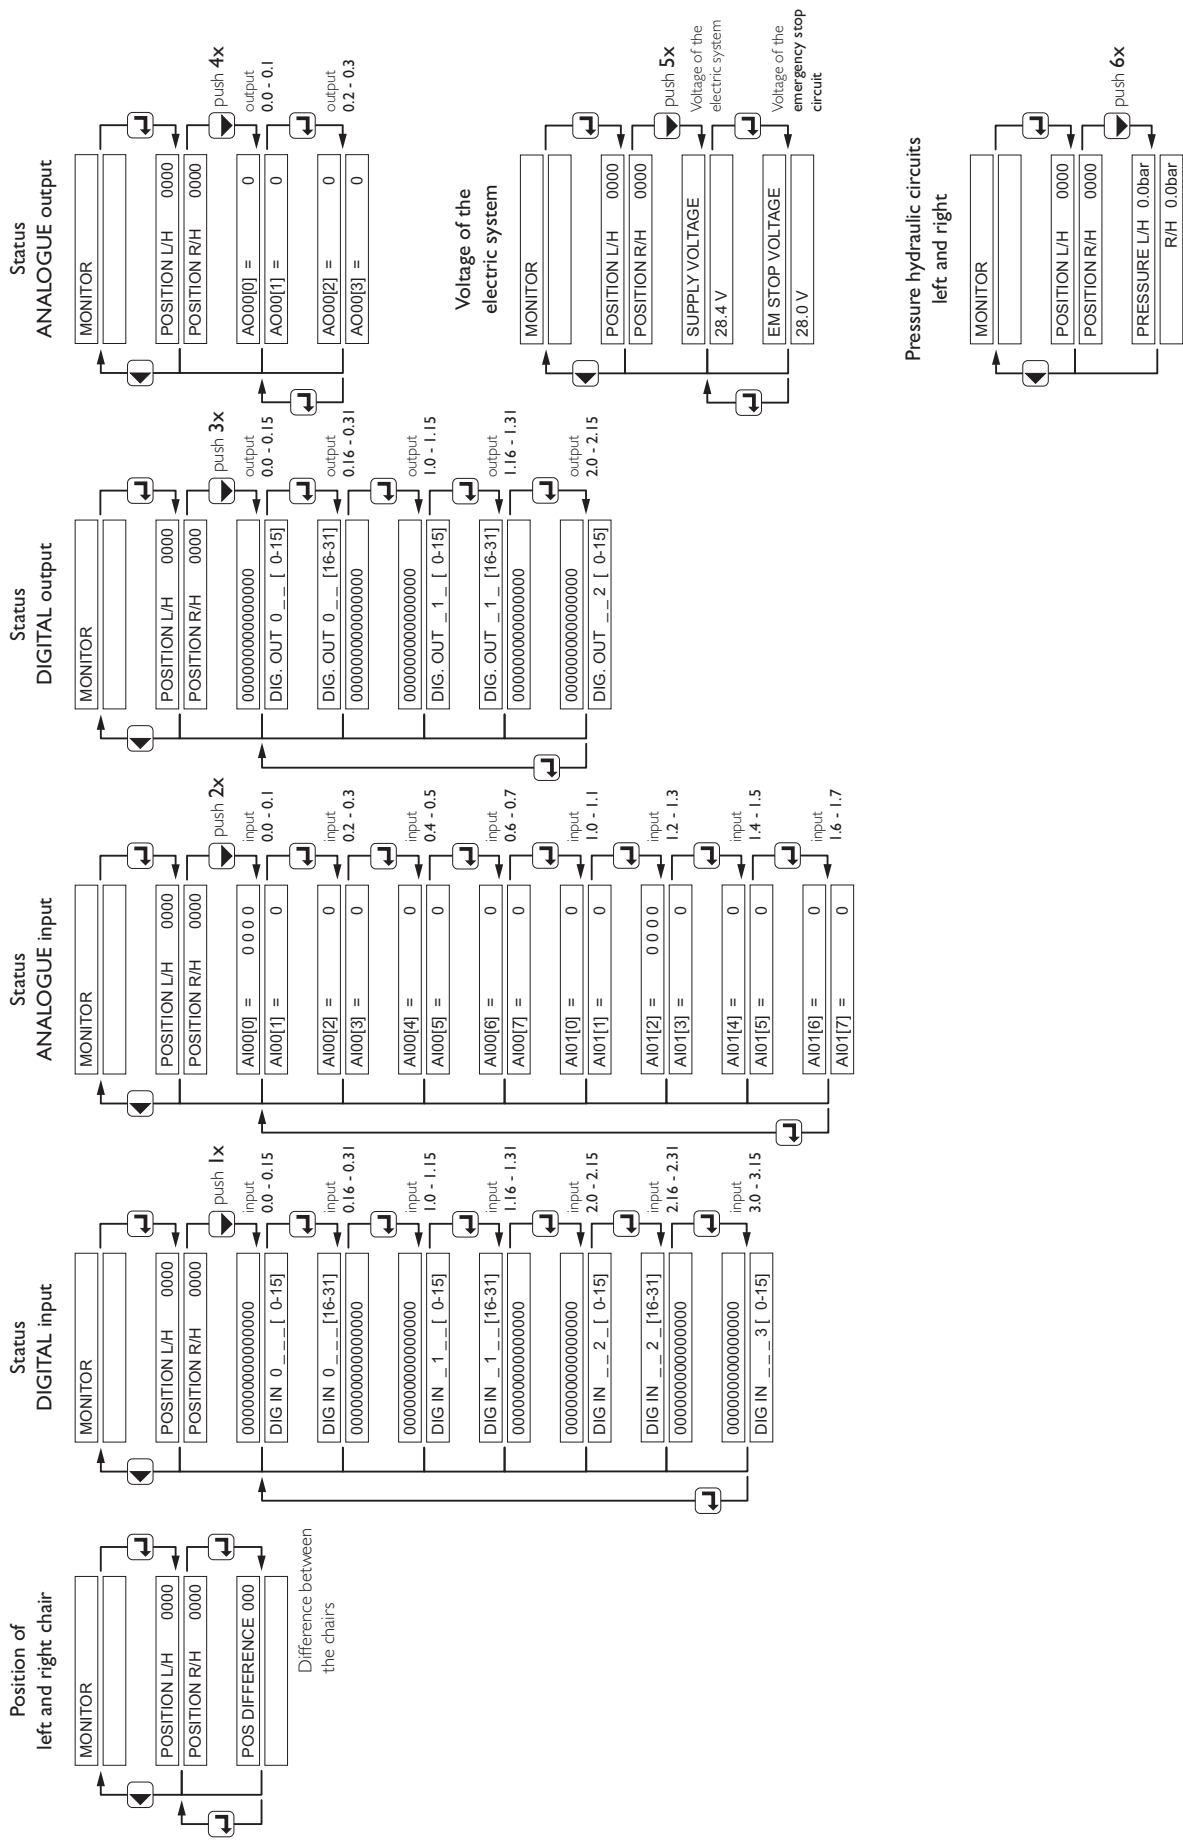 Position of
left and right chair
MONITOR
POSITION L/H 0000
POSITION R/H 0000
POS DIFFERENCE 000
Difference between
the chairs
Status
DIGITAL input
MONITOR
POSITION L/H 0000
POSITION R/H 0000
push 1x
0000000000000000
DIG IN 0 _ _ _ [ 0-15]
input
0.0 - 0.15
DIG IN 0 _ _ _ [16-31]
0000000000000000
input
0.16 - 0.31
0000000000000000
DIG IN _ 1 _ _ [ 0-15]
input
1.0 - 1.15
DIG IN _ 1 _ _ [16-31]
0000000000000000
input
1.16 - 1.31
0000000000000000
DIG IN _ _ 2 _ [ 0-15]
input
2.0 - 2.15
DIG IN _ _ 2 _ [16-31]
0000000000000000
input
2.16 - 2.31
0000000000000000
DIG IN _ _ _ 3 [ 0-15]
input
3.0 - 3.15
Status
ANALOGUE input
MONITOR
POSITION L/H 0000
POSITION R/H 0000
push 2x
AI00[0] = 0 0 0 0
AI00[1] = 0
input
0.0 - 0.1
AI00[2] = 0
AI00[3] = 0
input
0.2 - 0.3
AI00[4] = 0
AI00[5] = 0
input
0.4 - 0.5
AI00[6] = 0
AI00[7] = 0
input
0.6 - 0.7
AI01[0] = 0
AI01[1] = 0
input
1.0 - 1.1
AI01[2] = 0 0 0 0
AI01[3] = 0
input
1.2 - 1.3
AI01[4] = 0
AI01[5] = 0
input
1.4 - 1.5
AI01[6] = 0
AI01[7] = 0
input
1.6 - 1.7
Status
DIGITAL output
MONITOR
POSITION L/H 0000
POSITION R/H 0000
push 3x
0000000000000000
DIG. OUT 0 _ _ [ 0-15]
output
0.0 - 0.15
DIG. OUT 0 _ _ [16-31]
0000000000000000
output
0.16 - 0.31
0000000000000000
DIG. OUT _ 1 _ [ 0-15]
output
1.0 - 1.15
DIG. OUT _ 1 _ [16-31]
0000000000000000
output
1.16 - 1.31
0000000000000000
DIG. OUT _ _ 2 [ 0-15]
output
2.0 - 2.15
Status
ANALOGUE output
MONITOR
POSITION L/H 0000
POSITION R/H 0000
push 4x
AO00[0] = 0
AO00[1] = 0
output
0.0 - 0.1
AO00[2] = 0
AO00[3] = 0
output
0.2 - 0.3
Voltage of the
electric system
MONITOR
POSITION L/H 0000
POSITION R/H 0000
push 5x
SUPPLY VOLTAGE
28.4 V
Voltage of the
electric system
EM STOP VOLTAGE
28.0 V
Voltage of the
emergency stop
circuit
Pressure hydraulic circuits
left and right
MONITOR
POSITION L/H 0000
POSITION R/H 0000
push 6x
PRESSURE L/H 0.0bar
R/H 0.0bar